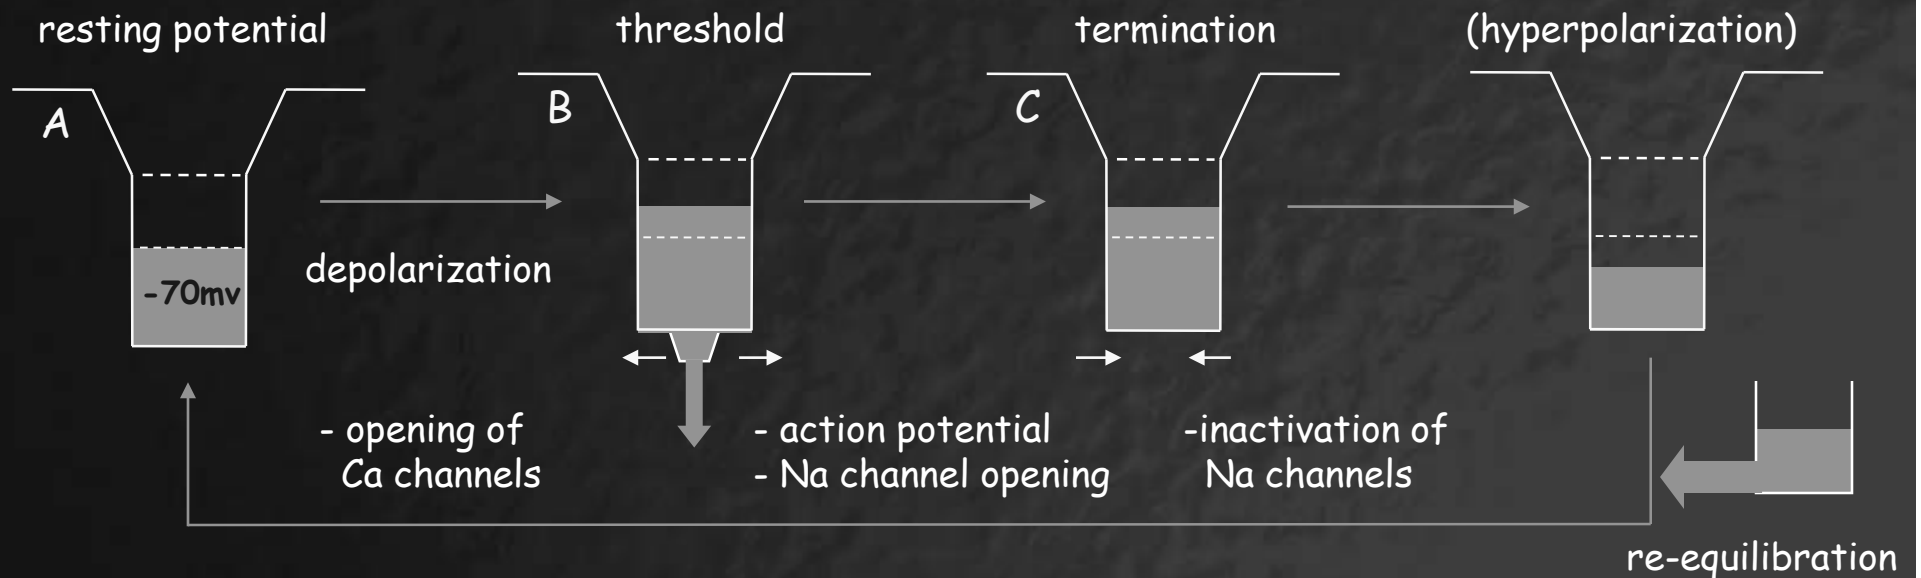 resting potential
threshold
termination
(hyperpolarization)
A
B
C
-70mv
depolarization
- opening of
Ca channels
- action potential
- Na channel opening
-inactivation of
Na channels
re-equilibration